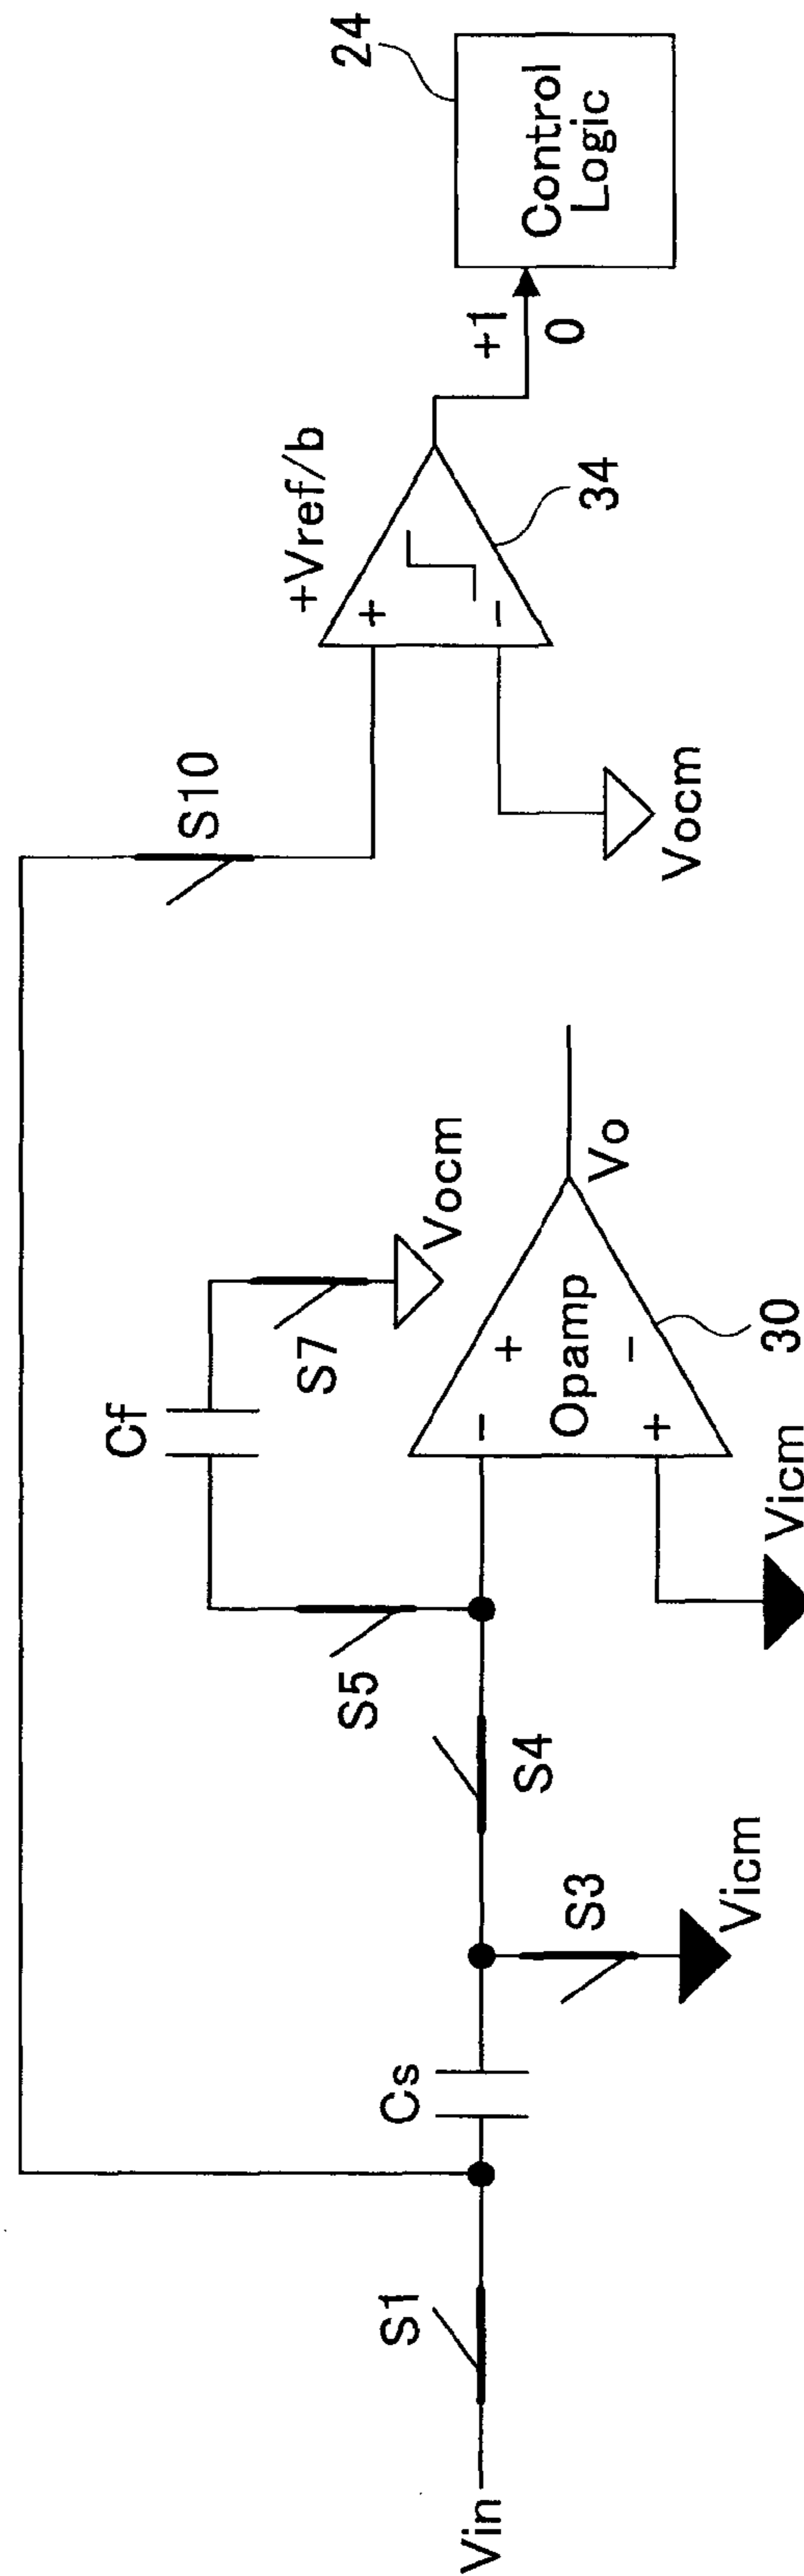 Vin
S1
Cs
S3
Vicm
S4
S5
Cf
S7
Vocm
-
+
Opamp
+
-
Vicm
30
Vo
S10
Vocm
+Vref/b
+
-
34
+1
0
24
Control
Logic